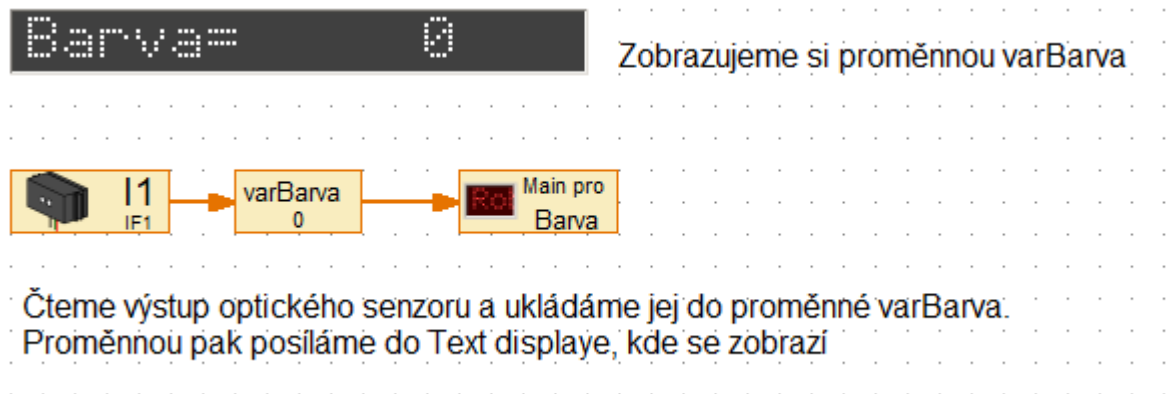 Barva= 0
Zobrazujeme si proměnnou varBarva
I1
IF1
varBarva
0
Rol
Main pro
Barva
Čteme výstup optického senzoru a ukládáme jej do proměnné varBarva.
Proměnnou pak posíláme do Text displaye, kde se zobrazí